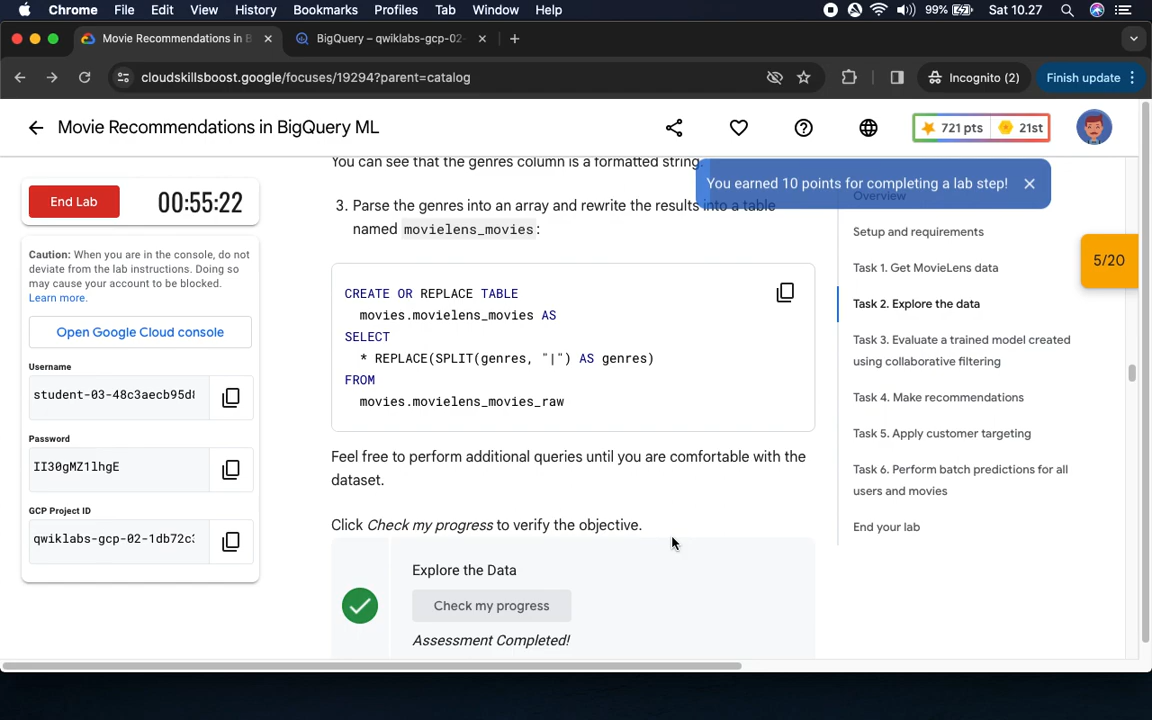 Chrome File Edit View History Bookmarks Profiles Tab Window Help 99% Sat 10.27
Movie Recommendations in B BigQuery – qwiklabs-gcp-02-
cloudskillsboost.google/focuses/19294?parent=catalog Incognito (2) Finish update
Movie Recommendations in BigQuery ML 721 pts 21st
You can see that the genres column is a formatted string.
You earned 10 points for completing a lab step!
End Lab 00:55:22
Caution: When you are in the console, do not
deviate from the lab instructions. Doing so
may cause your account to be blocked.
Learn more.
Open Google Cloud console
Username
student-03-48c3aecb95d8
Password
II30gMZ1lhgE
GCP Project ID
qwiklabs-gcp-02-1db72c3
3. Parse the genres into an array and rewrite the results into a table
named movielens_movies:
CREATE OR REPLACE TABLE
movies.movielens_movies AS
SELECT
* REPLACE(SPLIT(genres, "|") AS genres)
FROM
movies.movielens_movies_raw
Feel free to perform additional queries until you are comfortable with the
dataset.
Click Check my progress to verify the objective.
Explore the Data
Check my progress
Assessment Completed!
Overview
Setup and requirements
Task 1. Get MovieLens data
Task 2. Explore the data
Task 3. Evaluate a trained model created
using collaborative filtering
Task 4. Make recommendations
Task 5. Apply customer targeting
Task 6. Perform batch predictions for all
users and movies
End your lab
5/20